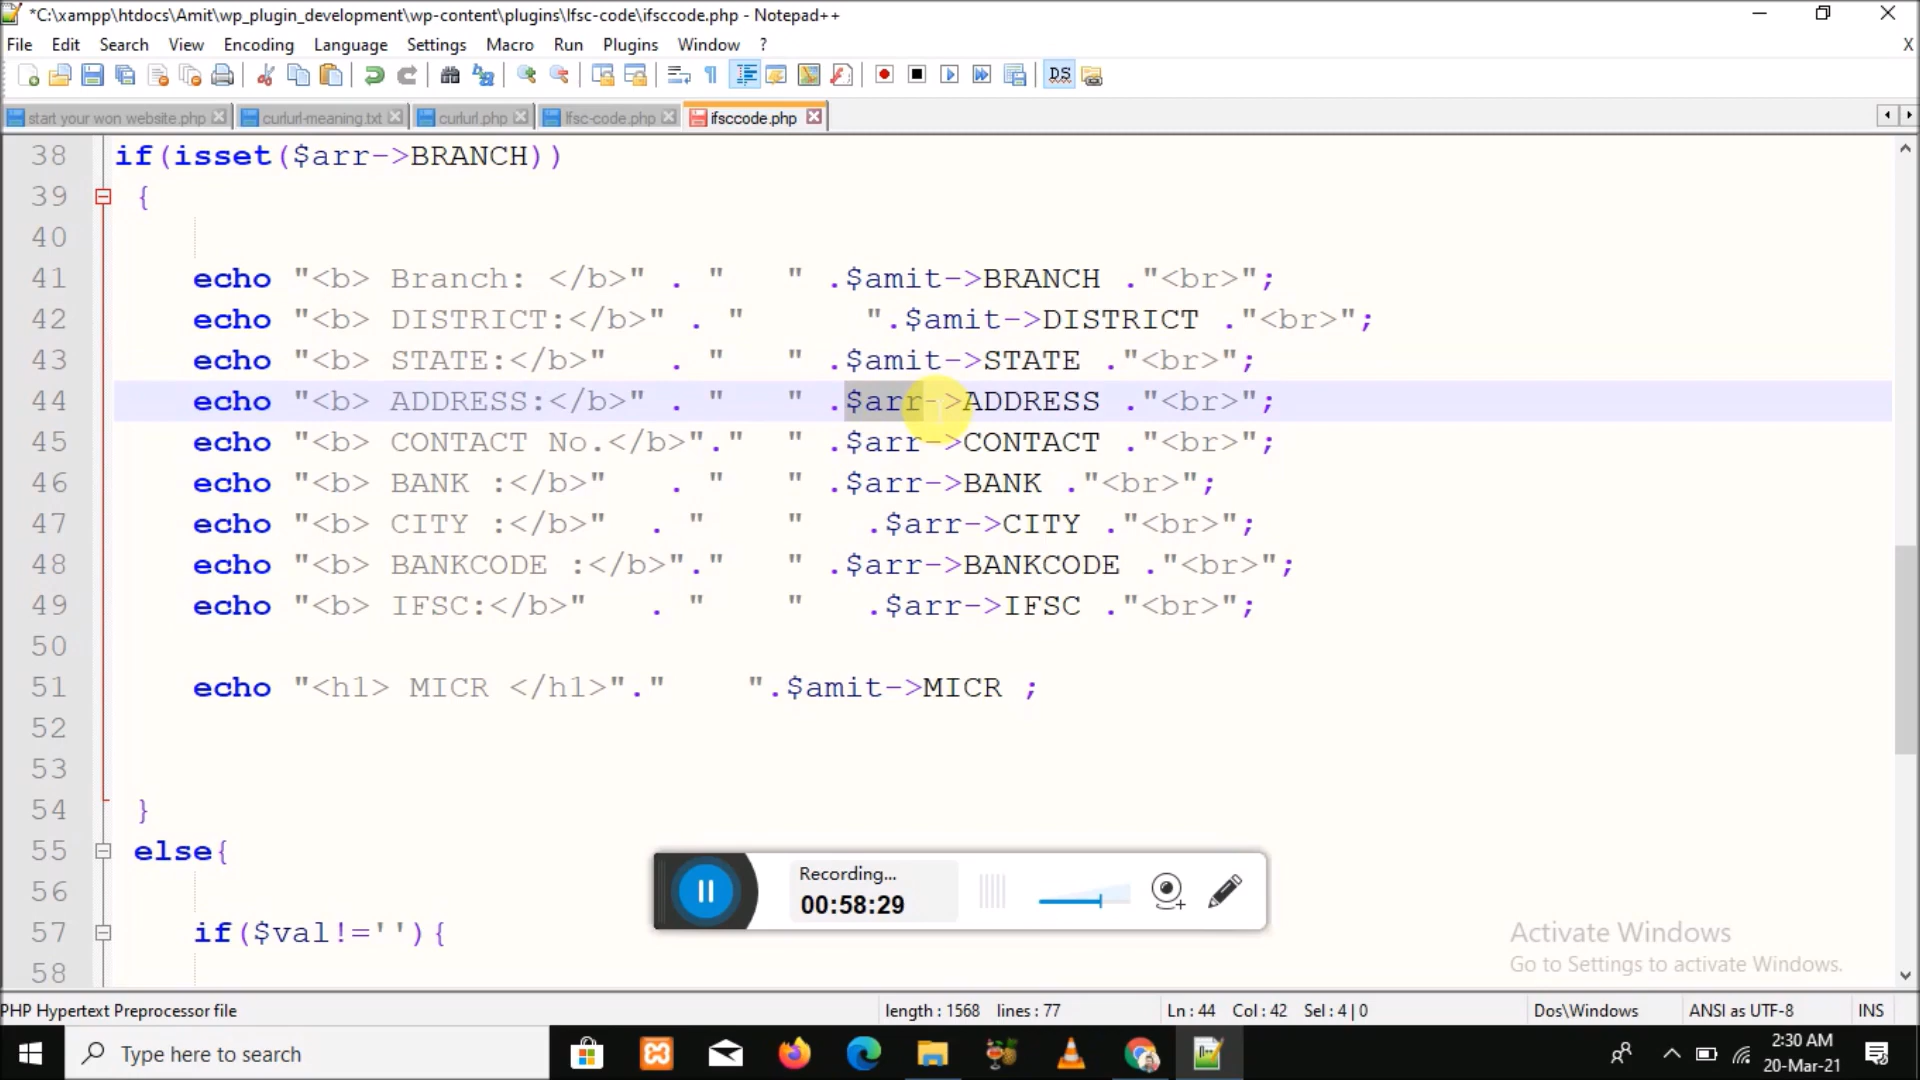 *C:\xampp\htdocs\Amit\wp_plugin_development\wp-content\plugins\Ifsc-code\ifsccode.php - Notepad++
File Edit Search View Encoding Language Settings Macro Run Plugins Window ? X
start your won website.php curlurl-meaning.txt curlurl.php Ifsc-code.php ifsccode.php
38 if(isset($arr->BRANCH))
39 {
40
41 echo "<b> Branch: </b>" . "   " .$amit->BRANCH ."<br>";
42 echo "<b> DISTRICT:</b>" . "      ".$amit->DISTRICT ."<br>";
43 echo "<b> STATE:</b>"   . "   " .$amit->STATE ."<br>";
44 echo "<b> ADDRESS:</b>" . "   " .$arr->ADDRESS ."<br>";
45 echo "<b> CONTACT No.</b>"."  " .$arr->CONTACT ."<br>";
46 echo "<b> BANK :</b>"   . "   " .$arr->BANK ."<br>";
47 echo "<b> CITY :</b>"  . "    "   .$arr->CITY ."<br>";
48 echo "<b> BANKCODE :</b>"."   " .$arr->BANKCODE ."<br>";
49 echo "<b> IFSC:</b>"   . "    "   .$arr->IFSC ."<br>";
50
51 echo "<h1> MICR </h1>"."    ".$amit->MICR ;
52
53
54 }
55 else{
56
57 if($val!=''){
58
Recording...
00:58:29
Activate Windows
Go to Settings to activate Windows.
PHP Hypertext Preprocessor file length : 1568 lines : 77 Ln : 44 Col : 42 Sel : 4 | 0 Dos\Windows ANSI as UTF-8 INS
Type here to search
2:30 AM
20-Mar-21